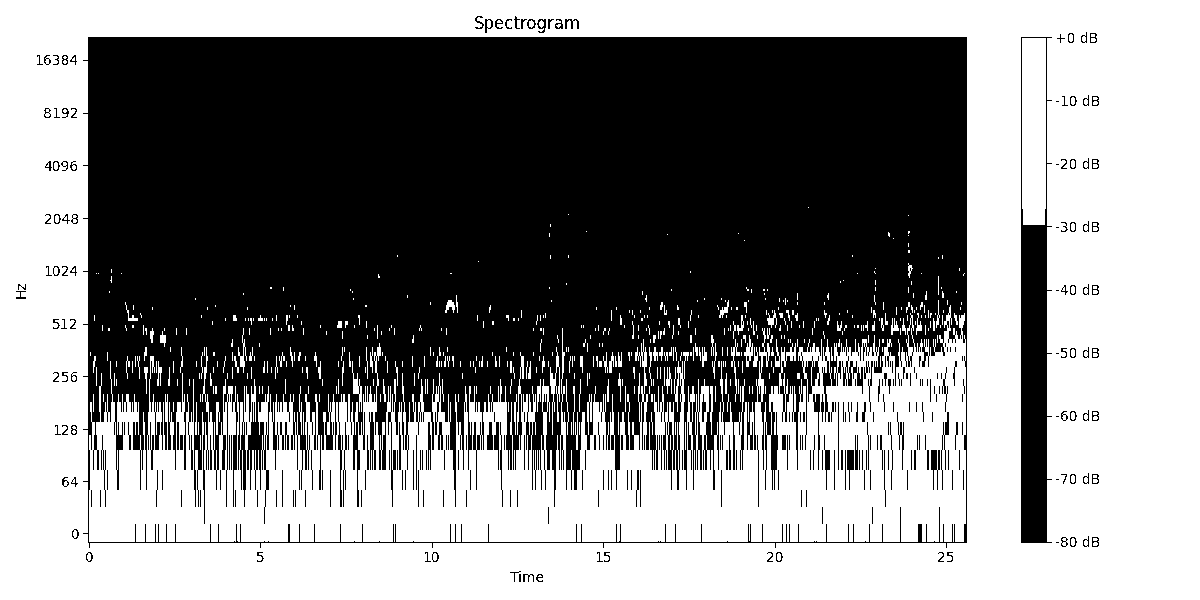 Spectrogram
16384
8192
4096
2048
1024
512
256
128
64
0
Hz
0 5 10 15 20 25
Time
+0 dB
-10 dB
-20 dB
-30 dB
-40 dB
-50 dB
-60 dB
-70 dB
-80 dB